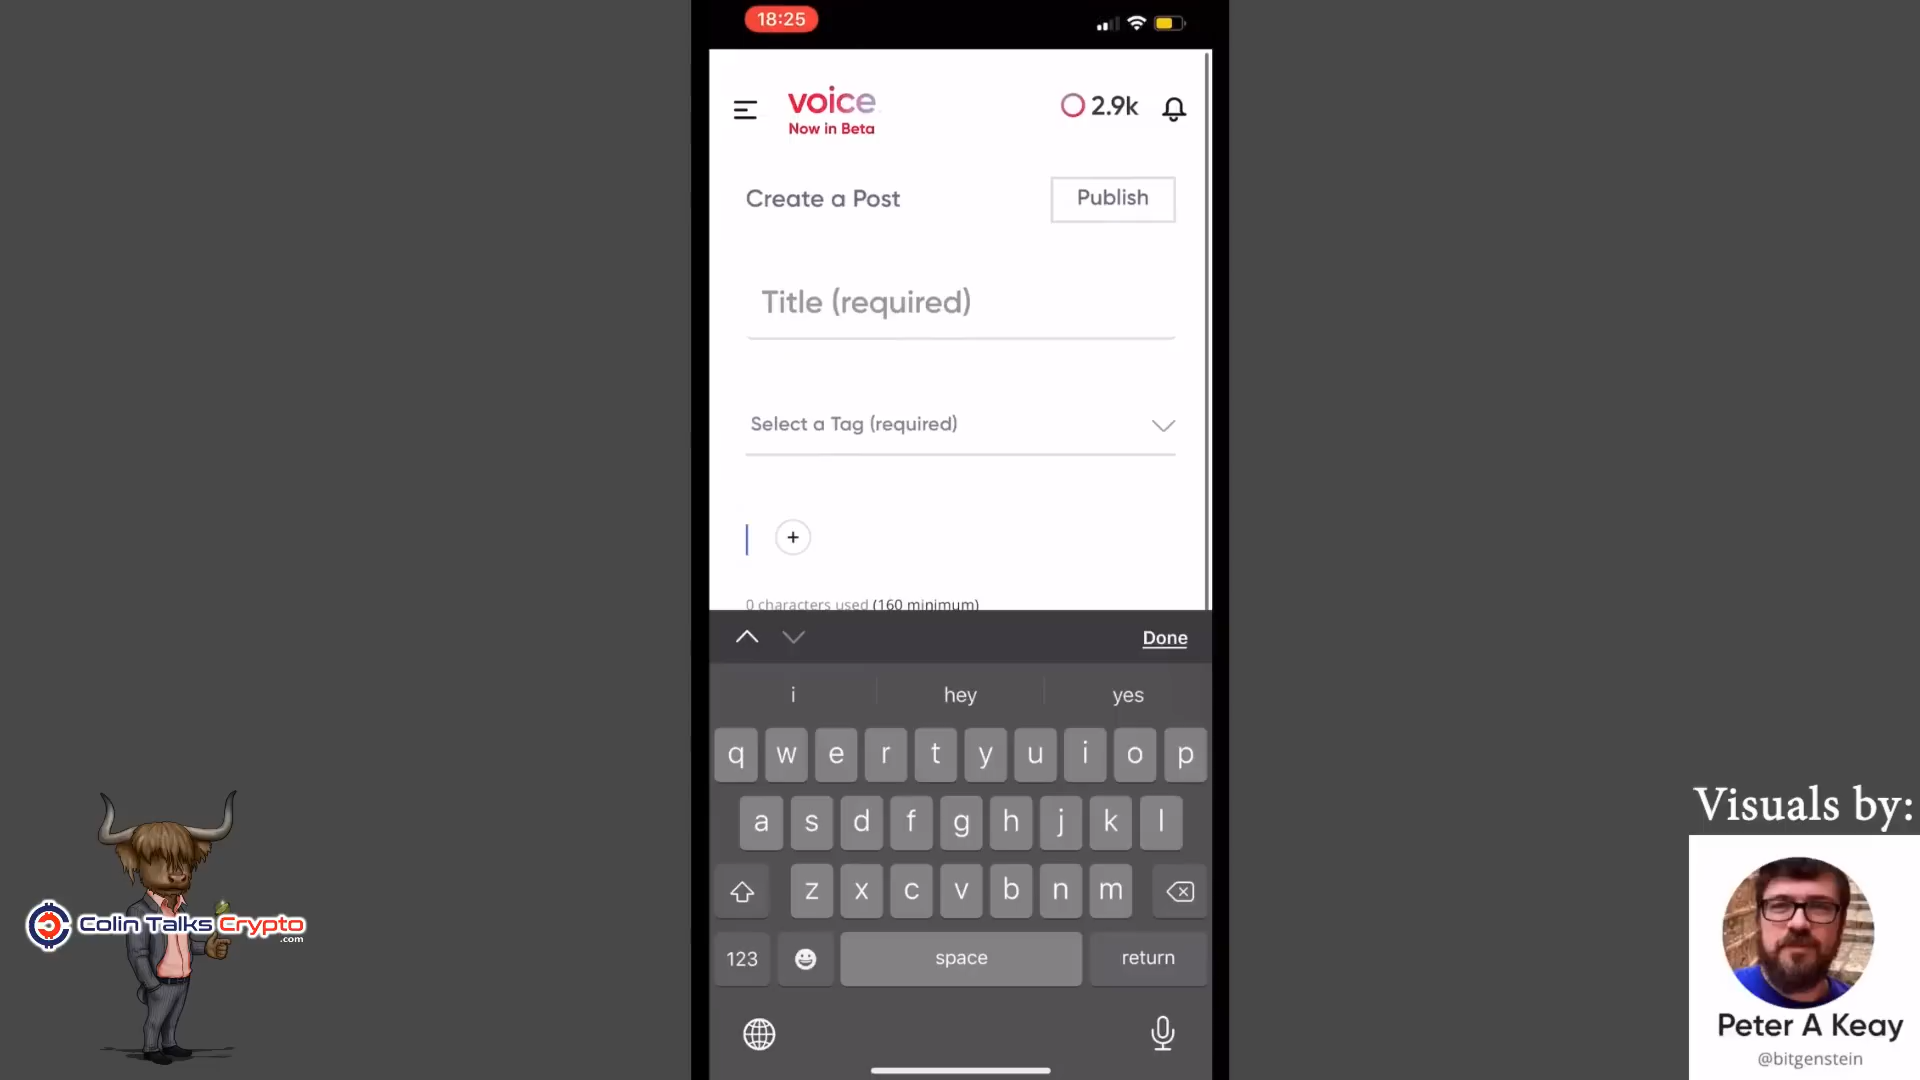 18:25
voice
Now in Beta
2.9k
Create a Post
Publish
Title (required)
Select a Tag (required)
+
0 characters used (160 minimum)
Done
i hey yes
q w e r t y u i o p
a s d f g h j k l
z x c v b n m
123 space return
Colin Talks Crypto
.com
Visuals by:
Peter A Keay
@bitgenstein